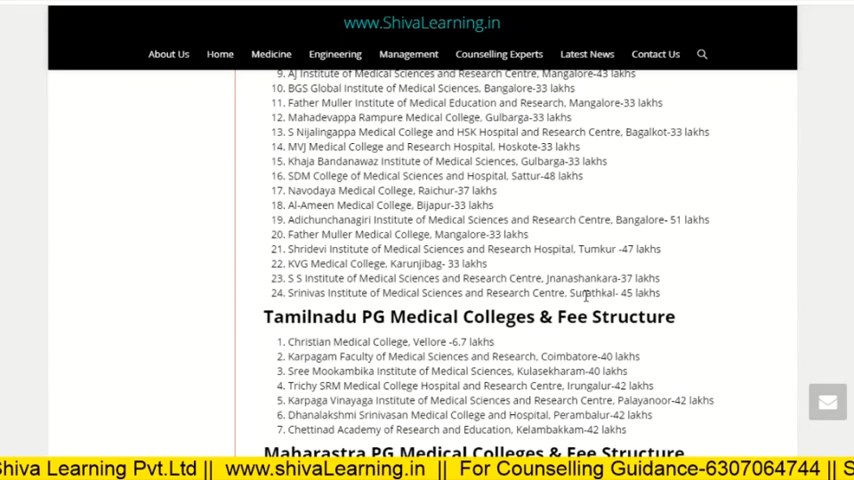 www.ShivaLearning.in
About Us Home Medicine Engineering Management Counselling Experts Latest News Contact Us
9. AJ Institute of Medical Sciences and Research Centre, Mangalore-43 lakhs
10. BGS Global Institute of Medical Sciences, Bangalore-33 lakhs
11. Father Muller Institute of Medical Education and Research. Mangalore-33 lakhs
12. Mahadevappa Rampure Medical College, Gulbarga-33 lakhs
13. S Nijalingappa Medical College and HSK Hospital and Research Centre, Bagalkot-33 lakhs
14. MVJ Medical College and Research Hospital, Hoskote-33 lakhs
15. Khaja Bandanawaz Institute of Medical Sciences, Gulbarga-33 lakhs
16. SDM College of Medical Sciences and Hospital, Sattur-48 lakhs
17. Navodaya Medical College, Raichur-37 lakhs
18. Al-Ameen Medical College, Bijapur-33 lakhs
19. Adichunchanagiri Institute of Medical Sciences and Research Centre, Bangalore- 51 lakhs
20. Father Muller Medical College, Mangalore-33 lakhs
21. Shridevi Institute of Medical Sciences and Research Hospital, Tumkur -47 lakhs
22. KVG Medical College, Karunjibag- 33 lakhs
23. S S Institute of Medical Sciences and Research Centre, Jnanashankara-37 lakhs
24. Srinivas Institute of Medical Sciences and Research Centre. Surathkal- 45 lakhs
Tamilnadu PG Medical Colleges & Fee Structure
1. Christian Medical College, Vellore -6.7 lakhs
2. Karpagam Faculty of Medical Sciences and Research, Coimbatore-40 lakhs
3. Sree Mookambika Institute of Medical Sciences, Kulasekharam-40 lakhs
4. Trichy SRM Medical College Hospital and Research Centre, Irungalur-42 lakhs
5. Karpaga Vinayaga Institute of Medical Sciences and Research Centre, Palayanoor-42 lakhs
6. Dhanalakshmi Srinivasan Medical College and Hospital, Perambalur-42 lakhs
7. Chettinad Academy of Research and Education, Kelambakkam-42 lakhs
Maharastra PG Medical Colleges & Fee Structure
Shiva Learning Pvt.Ltd || www.shivaLearning.in || For Counselling Guidance-6307064744 || S